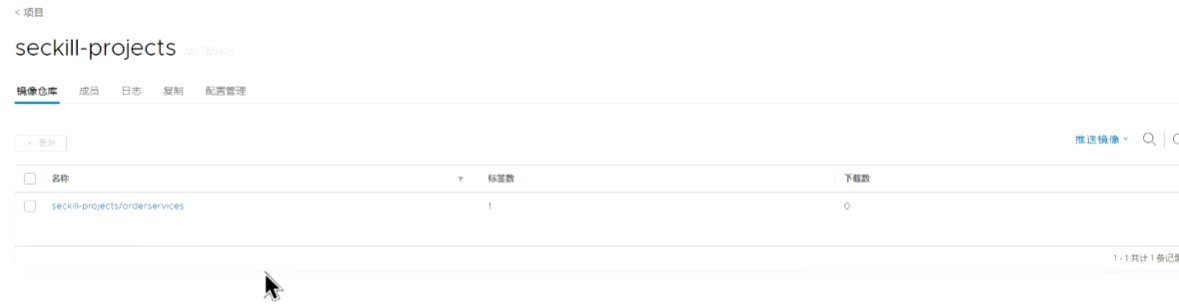 < 项目
seckill-projects
镜像仓库 成员 日志 复制 配置管理
× 删除 推送镜像
名称 标签数 下载数
seckill-projects/orderservices 1 0
1 - 1 共计 1 条记录